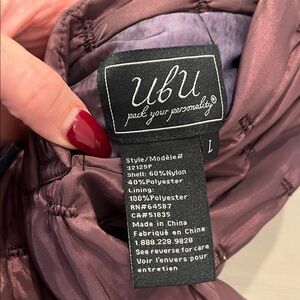 UbU
pack your personality®
L
Style/Modèle#
32125P
Shell: 60%Nylon
40%Polyester
Lining:
100%Polyester
RN#64587
CA#51835
Made in China
Fabriqué en Chine
1.888.229.9828
See reverse for care
Voir l'envers pour
entretien